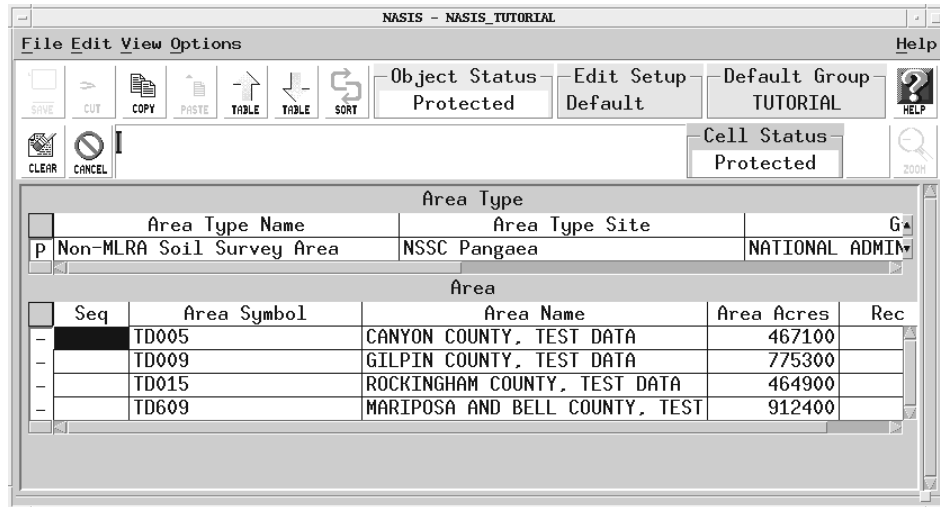 NASIS - NASIS_TUTORIAL
File Edit View Options Help
SAVE CUT COPY PASTE TABLE TABLE SORT
Object Status Protected
Edit Setup Default
Default Group TUTORIAL
HELP
CLEAR CANCEL
Cell Status Protected
ZOOM
Area Type
Area Type Name Area Type Site G
P Non-MLRA Soil Survey Area NSSC Pangaea NATIONAL ADMIN
Area
Seq Area Symbol Area Name Area Acres Rec
– TD005 CANYON COUNTY, TEST DATA 467100
– TD009 GILPIN COUNTY, TEST DATA 775300
– TD015 ROCKINGHAM COUNTY, TEST DATA 464900
– TD609 MARIPOSA AND BELL COUNTY, TEST 912400